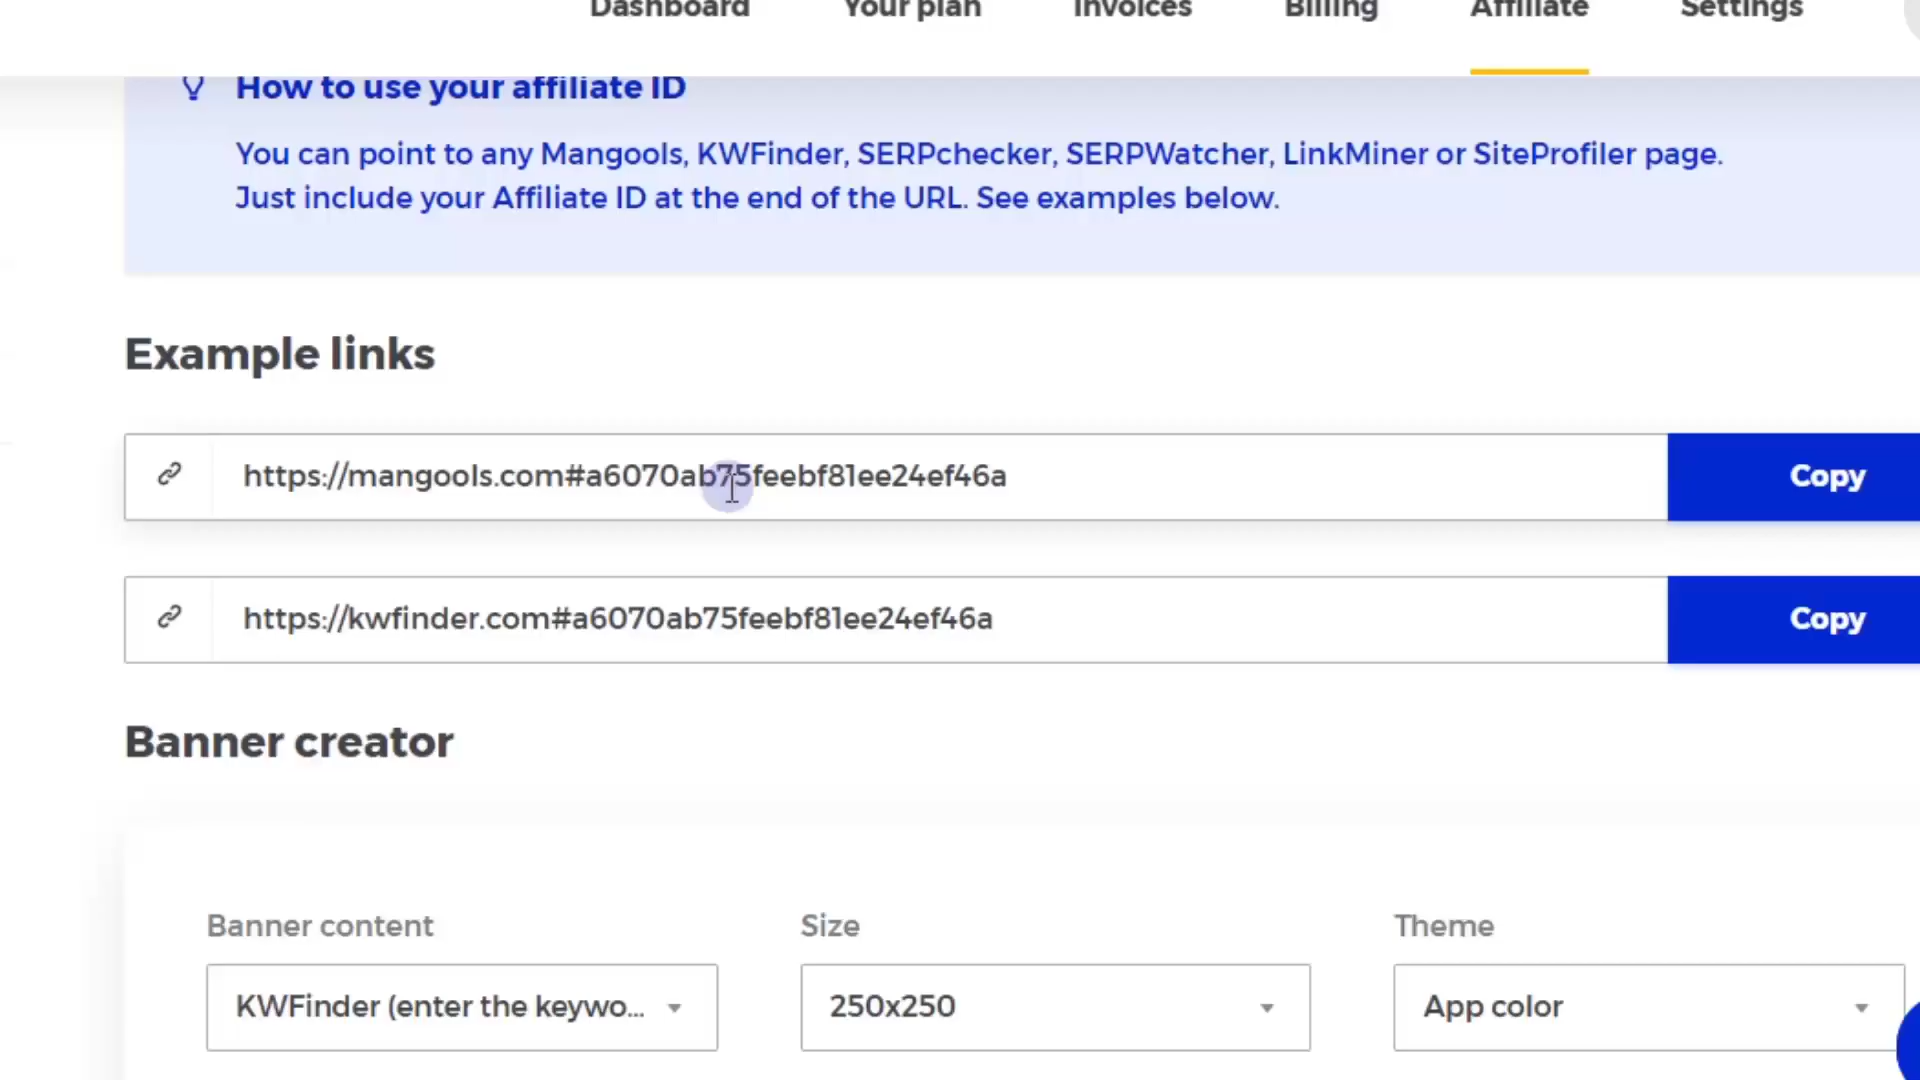 Dashboard Your plan Invoices Billing Affiliate Settings
How to use your affiliate ID
You can point to any Mangools, KWFinder, SERPchecker, SERPWatcher, LinkMiner or SiteProfiler page.
Just include your Affiliate ID at the end of the URL. See examples below.
Example links
https://mangools.com#a6070ab75feebf81ee24ef46a Copy
https://kwfinder.com#a6070ab75feebf81ee24ef46a Copy
Banner creator
Banner content Size Theme
KWFinder (enter the keywo... 250x250 App color